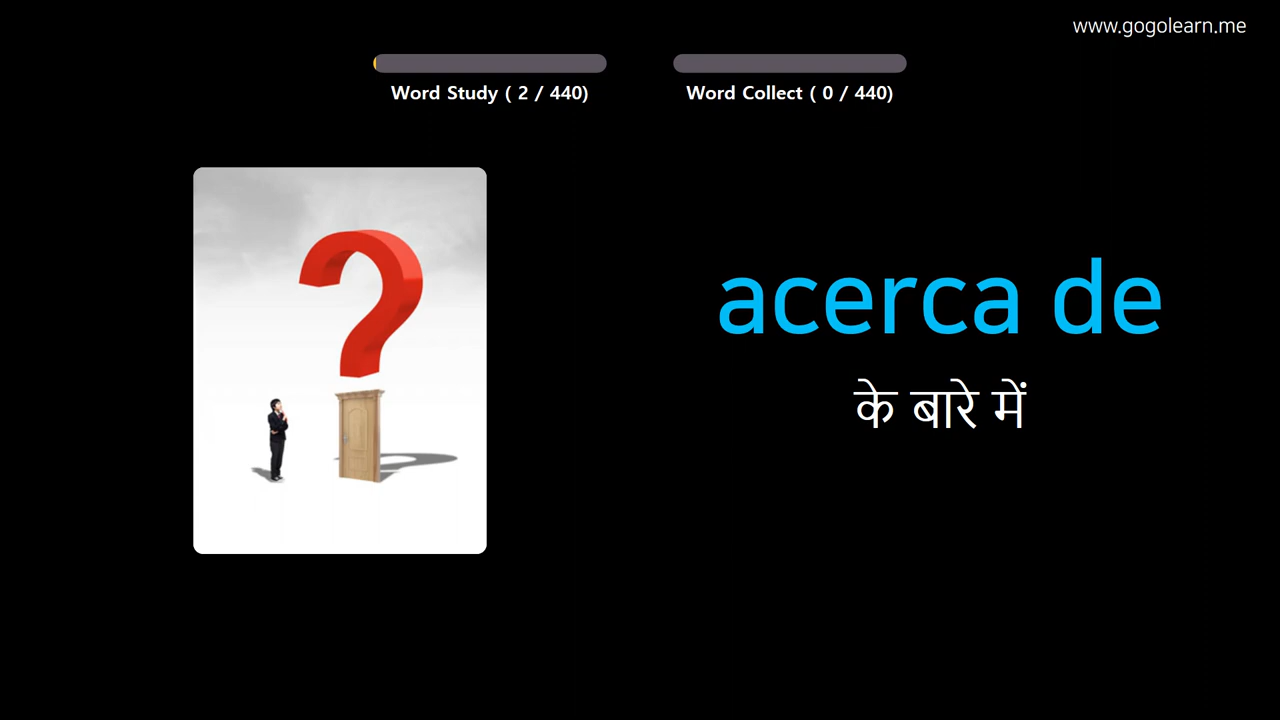 www.gogolearn.me
Word Study ( 2 / 440)
Word Collect ( 0 / 440)
acerca de
के बारे में